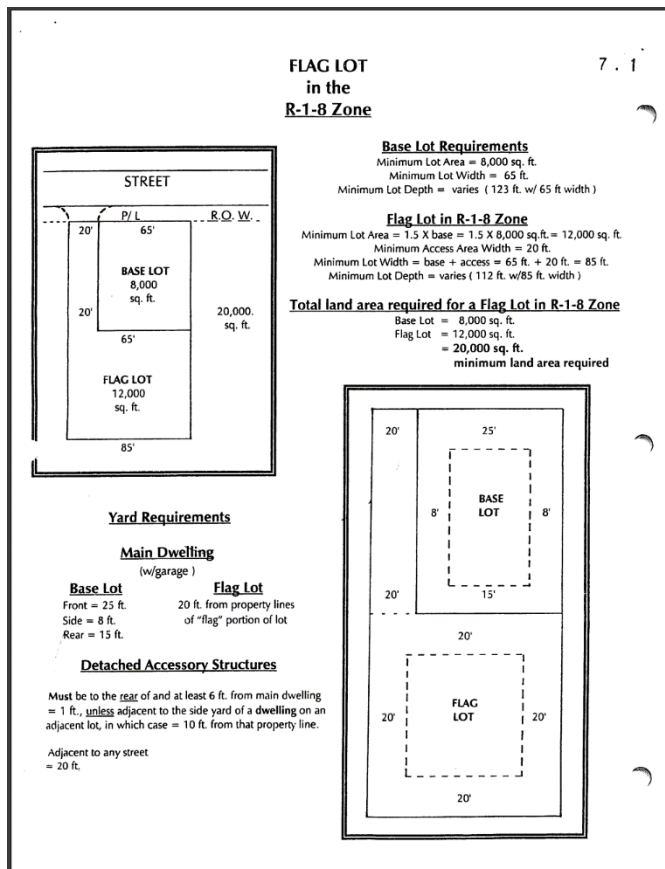 FLAG LOT
in the
R-1-8 Zone
7 . 1
STREET
P/L
R.O.W.
20'
65'
BASE LOT
8,000
sq. ft.
20'
20,000.
sq. ft.
65'
FLAG LOT
12,000
sq. ft.
85'
Base Lot Requirements
Minimum Lot Area = 8,000 sq. ft.
Minimum Lot Width = 65 ft.
Minimum Lot Depth = varies ( 123 ft. w/ 65 ft width )
Flag Lot in R-1-8 Zone
Minimum Lot Area = 1.5 X base = 1.5 X 8,000 sq.ft.= 12,000 sq. ft.
Minimum Access Area Width = 20 ft.
Minimum Lot Width = base + access = 65 ft. + 20 ft. = 85 ft.
Minimum Lot Depth = varies ( 112 ft. w/85 ft. width )
Total land area required for a Flag Lot in R-1-8 Zone
Base Lot = 8,000 sq. ft.
Flag Lot = 12,000 sq. ft.
= 20,000 sq. ft.
minimum land area required
Yard Requirements
Main Dwelling
(w/garage )
Base Lot
Front = 25 ft.
Side = 8 ft.
Rear = 15 ft.
Flag Lot
20 ft. from property lines
of "flag" portion of lot
Detached Accessory Structures
Must be to the rear of and at least 6 ft. from main dwelling
= 1 ft., unless adjacent to the side yard of a dwelling on an
adjacent lot, in which case = 10 ft. from that property line.
Adjacent to any street
= 20 ft.
20'
25'
BASE
LOT
8'
8'
20'
15'
20'
FLAG
LOT
20'
20'
20'